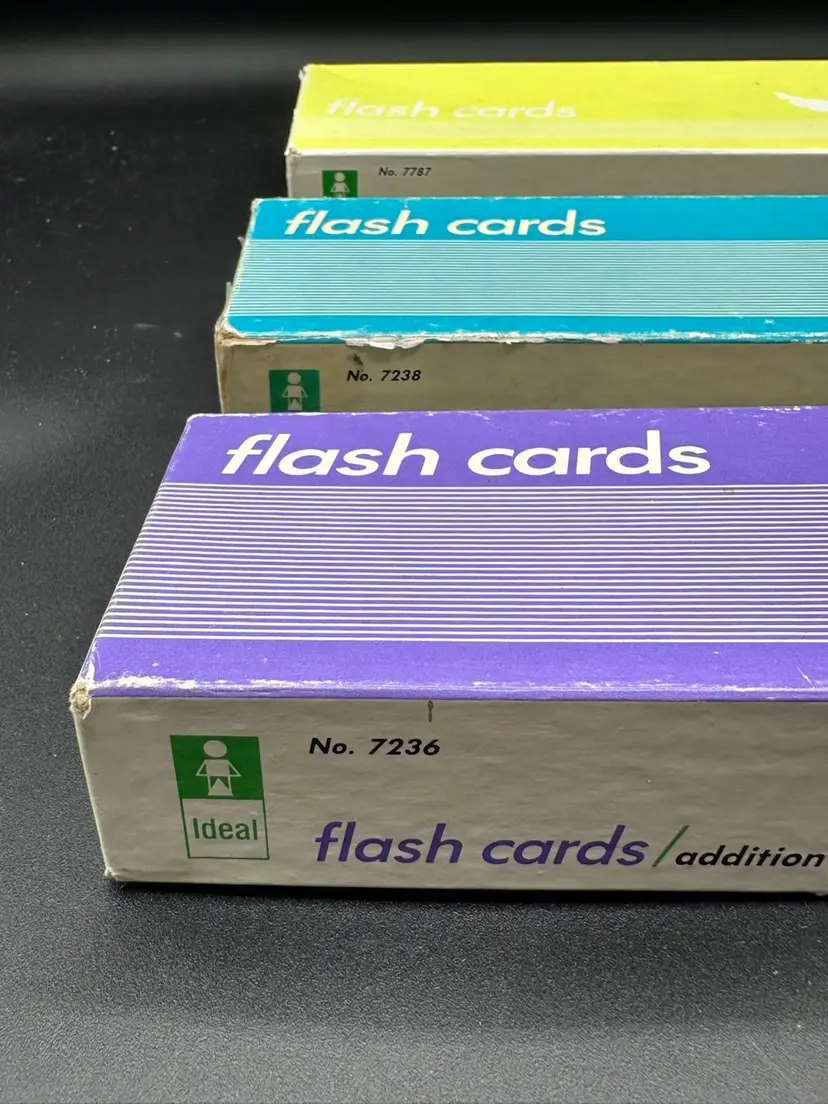 flash cards
No. 7787
flash cards
No. 7238
flash cards
No. 7236
Ideal
flash cards/addition